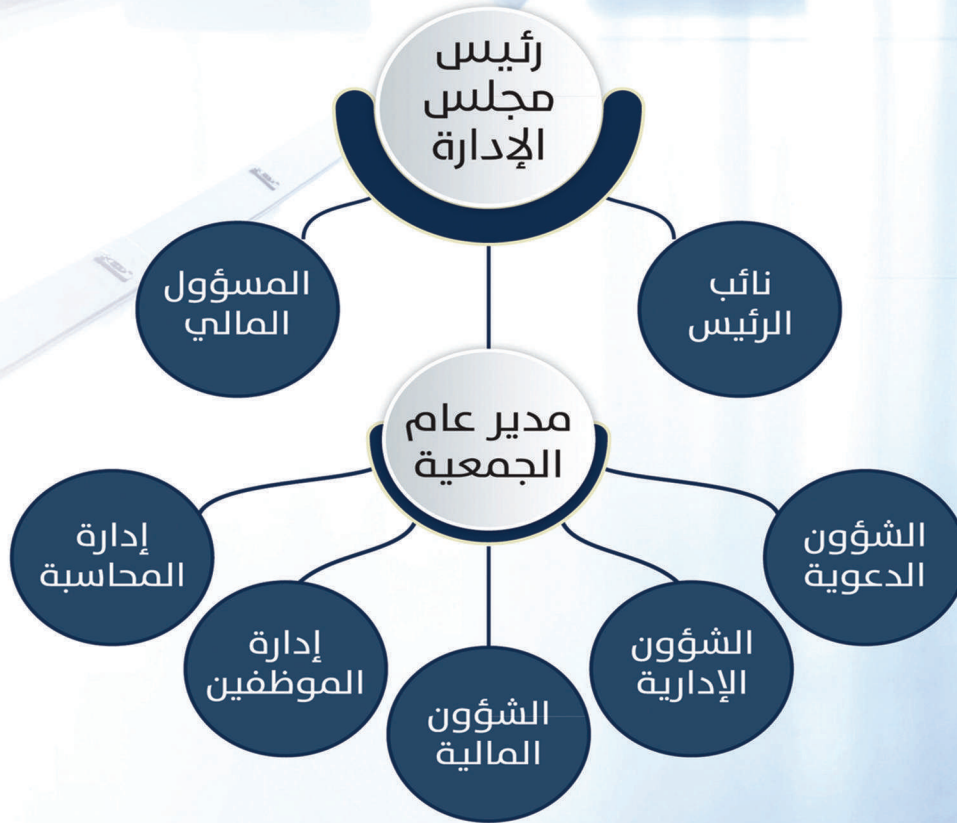 رئيس
مجلس
الإدارة
نائب
الرئيس
المسؤول
المالي
مدير عام
الجمعية
الشؤون
الدعوية
الشؤون
الإدارية
الشؤون
المالية
إدارة
الموظفين
إدارة
المحاسبة